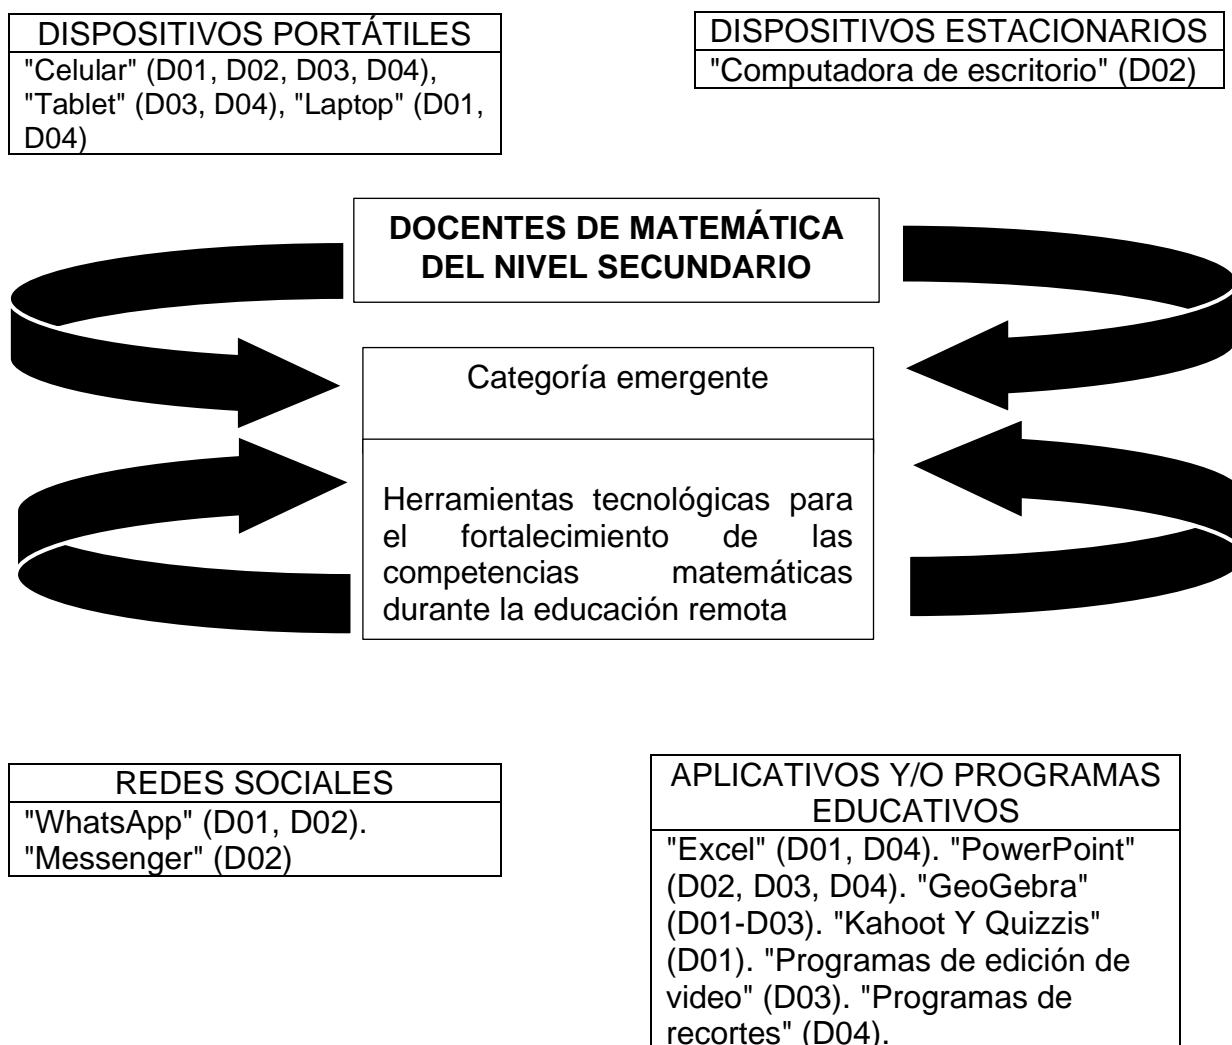 DISPOSITIVOS PORTÁTILES
"Celular" (D01, D02, D03, D04),
"Tablet" (D03, D04), "Laptop" (D01,
D04)
DISPOSITIVOS ESTACIONARIOS
"Computadora de escritorio" (D02)
DOCENTES DE MATEMÁTICA
DEL NIVEL SECUNDARIO
Categoría emergente
Herramientas tecnológicas para
el fortalecimiento de las
competencias matemáticas
durante la educación remota
REDES SOCIALES
"WhatsApp" (D01, D02).
"Messenger" (D02)
APLICATIVOS Y/O PROGRAMAS
EDUCATIVOS
"Excel" (D01, D04). "PowerPoint"
(D02, D03, D04). "GeoGebra"
(D01-D03). "Kahoot Y Quizzis"
(D01). "Programas de edición de
video" (D03). "Programas de
recortes" (D04).